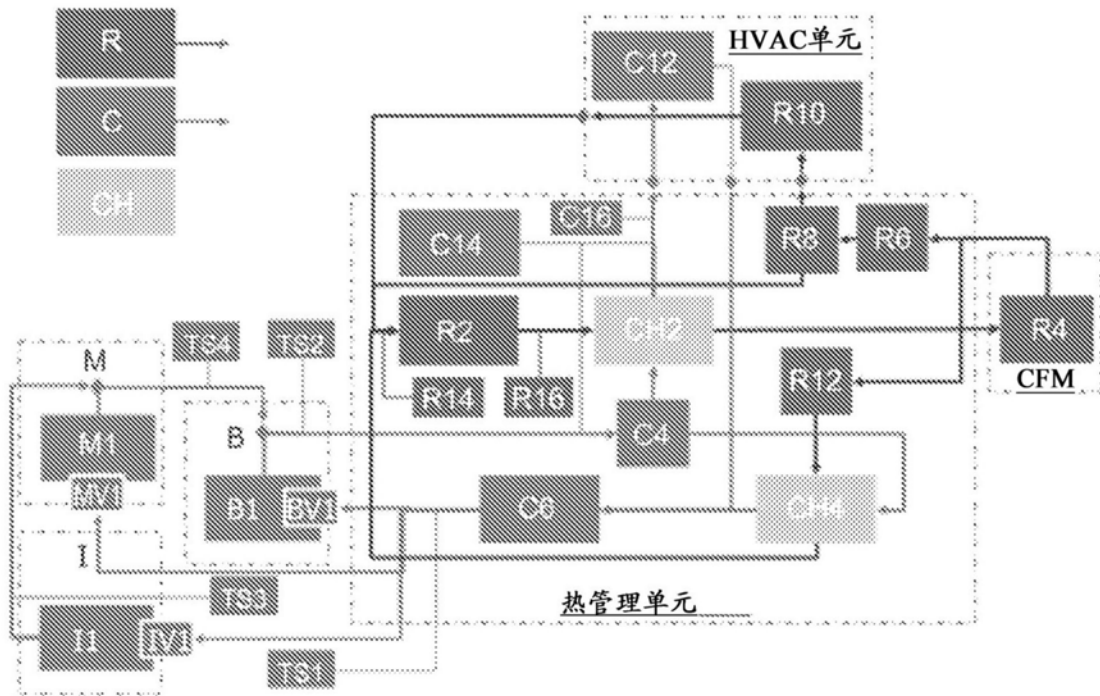 R
HVAC单元
C12
C
R10
CH
C16
C14
R8
R6
R2
CH2
R4
TS4
TS2
M
R12
CFM
R14
R16
C4
M1
B
MV1
B1
BV1
C6
CH4
I
TS3
热管理单元
I1
IV1
TS1